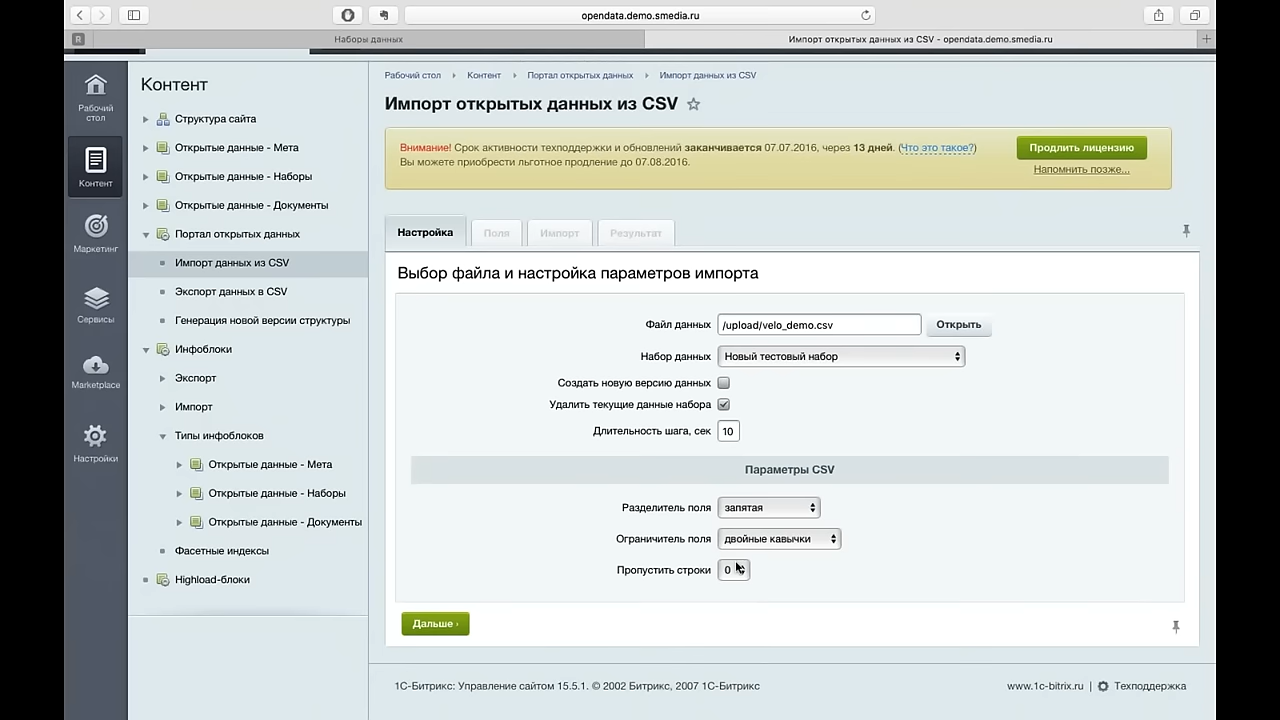 opendata.demo.smedia.ru
R
Наборы данных
Импорт открытых данных из CSV - opendata.demo.smedia.ru
Рабочий стол
Контент
Маркетинг
Сервисы
Marketplace
Настройки
Контент
Структура сайта
Открытые данные - Мета
Открытые данные - Наборы
Открытые данные - Документы
Портал открытых данных
Импорт данных из CSV
Экспорт данных в CSV
Генерация новой версии структуры
Инфоблоки
Экспорт
Импорт
Типы инфоблоков
Открытые данные - Мета
Открытые данные - Наборы
Открытые данные - Документы
Фасетные индексы
Highload-блоки
Рабочий стол Контент Портал открытых данных Импорт данных из CSV
Импорт открытых данных из CSV
Внимание! Срок активности техподдержки и обновлений заканчивается 07.07.2016, через 13 дней. (Что это такое?)
Вы можете приобрести льготное продление до 07.08.2016.
Продлить лицензию
Напомнить позже...
Настройка Поля Импорт Результат
Выбор файла и настройка параметров импорта
Файл данных /upload/velo_demo.csv Открыть
Набор данных Новый тестовый набор
Создать новую версию данных
Удалить текущие данные набора
Длительность шага, сек 10
Параметры CSV
Разделитель поля запятая
Ограничитель поля двойные кавычки
Пропустить строки 0
Дальше ›
1С-Битрикс: Управление сайтом 15.5.1. © 2002 Битрикс, 2007 1С-Битрикс
www.1c-bitrix.ru | Техподдержка